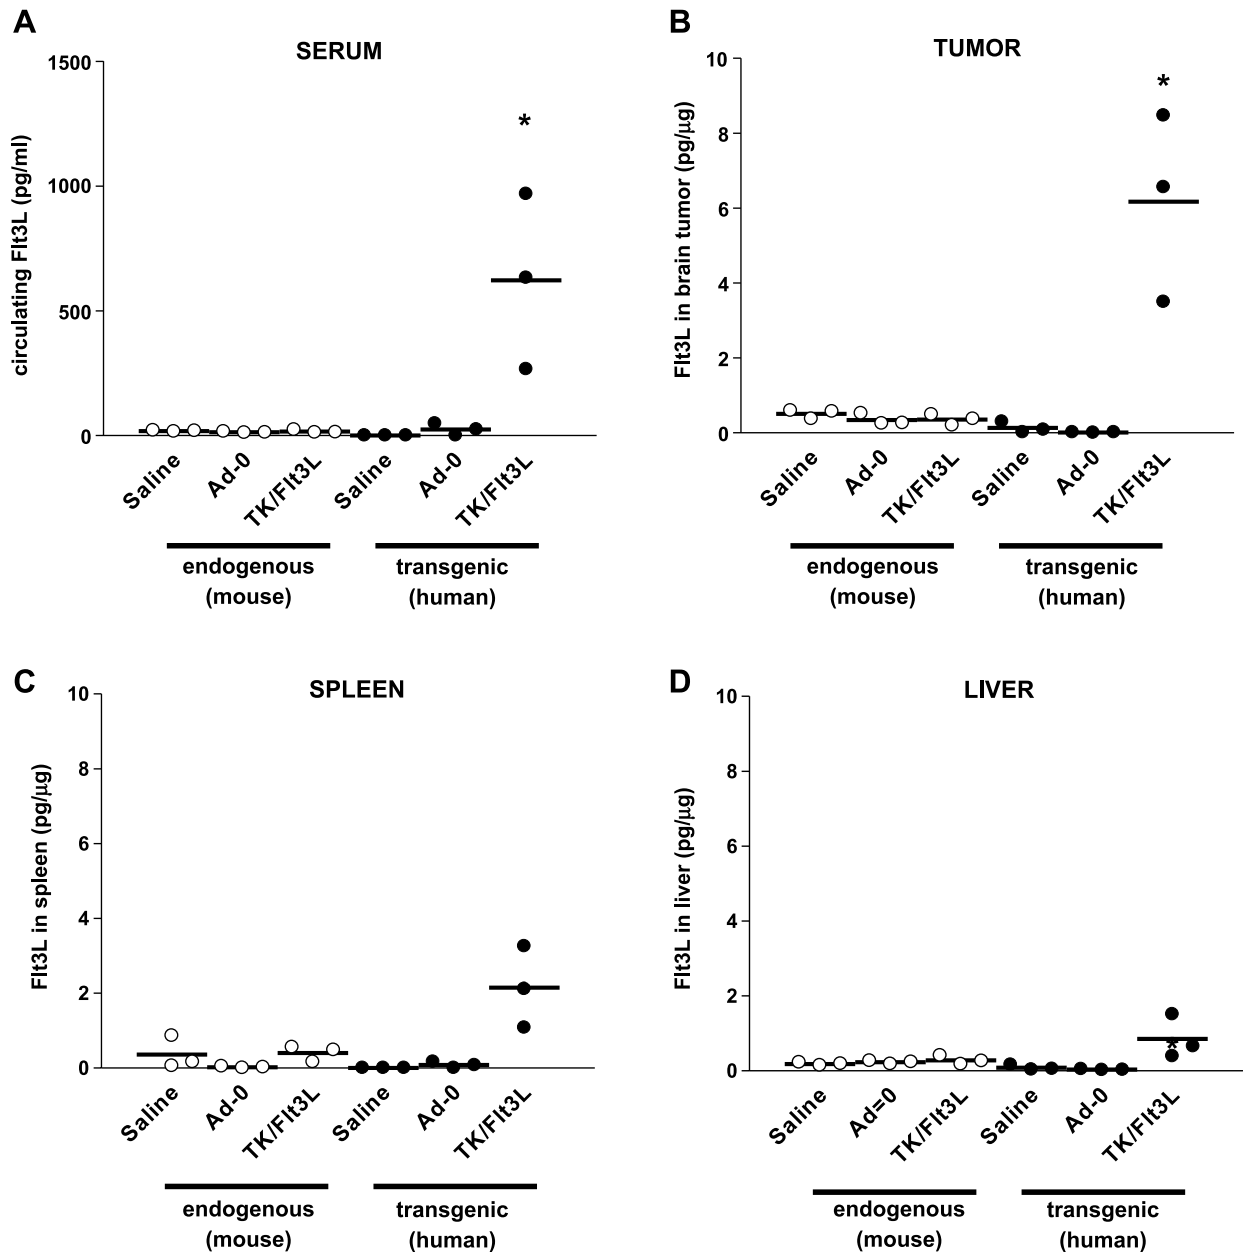 A
SERUM
1500
1000
500
0
circulating Flt3L (pg/ml)
*
Saline
Ad-0
TK/Flt3L
Saline
Ad-0
TK/Flt3L
endogenous
(mouse)
transgenic
(human)
B
TUMOR
10
8
6
4
2
0
Flt3L in brain tumor (pg/µg)
*
Saline
Ad-0
TK/Flt3L
Saline
Ad-0
TK/Flt3L
endogenous
(mouse)
transgenic
(human)
C
SPLEEN
10
8
6
4
2
0
Flt3L in spleen (pg/µg)
Saline
Ad-0
TK/Flt3L
Saline
Ad-0
TK/Flt3L
endogenous
(mouse)
transgenic
(human)
D
LIVER
10
8
6
4
2
0
Flt3L in liver (pg/µg)
*
Saline
Ad=0
TK/Flt3L
Saline
Ad-0
TK/Flt3L
endogenous
(mouse)
transgenic
(human)